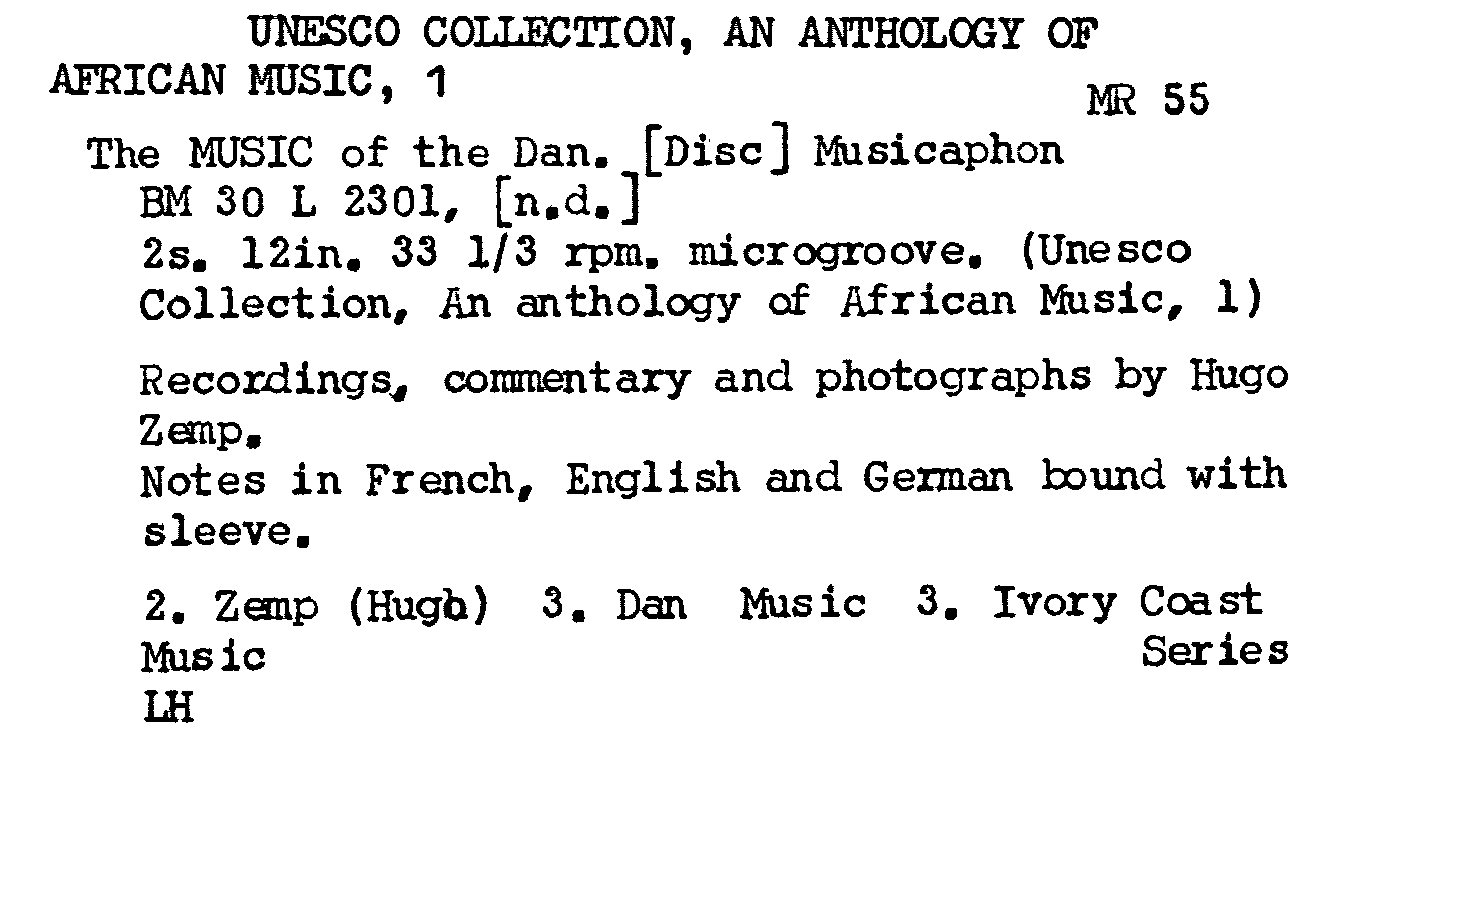 UNESCO COLLECTION, AN ANTHOLOGY OF
AFRICAN MUSIC, 1
MR 55
The MUSIC of the Dan. [Disc] Musicaphon
BM 30 L 2301, [n.d.]
2s. 12in. 33 1/3 rpm. microgroove. (Unesco
Collection, An anthology of African Music, 1)
Recordings, commentary and photographs by Hugo
Zemp.
Notes in French, English and German bound with
sleeve.
2. Zemp (Hugh) 3. Dan Music 3. Ivory Coast
Music Series
LH